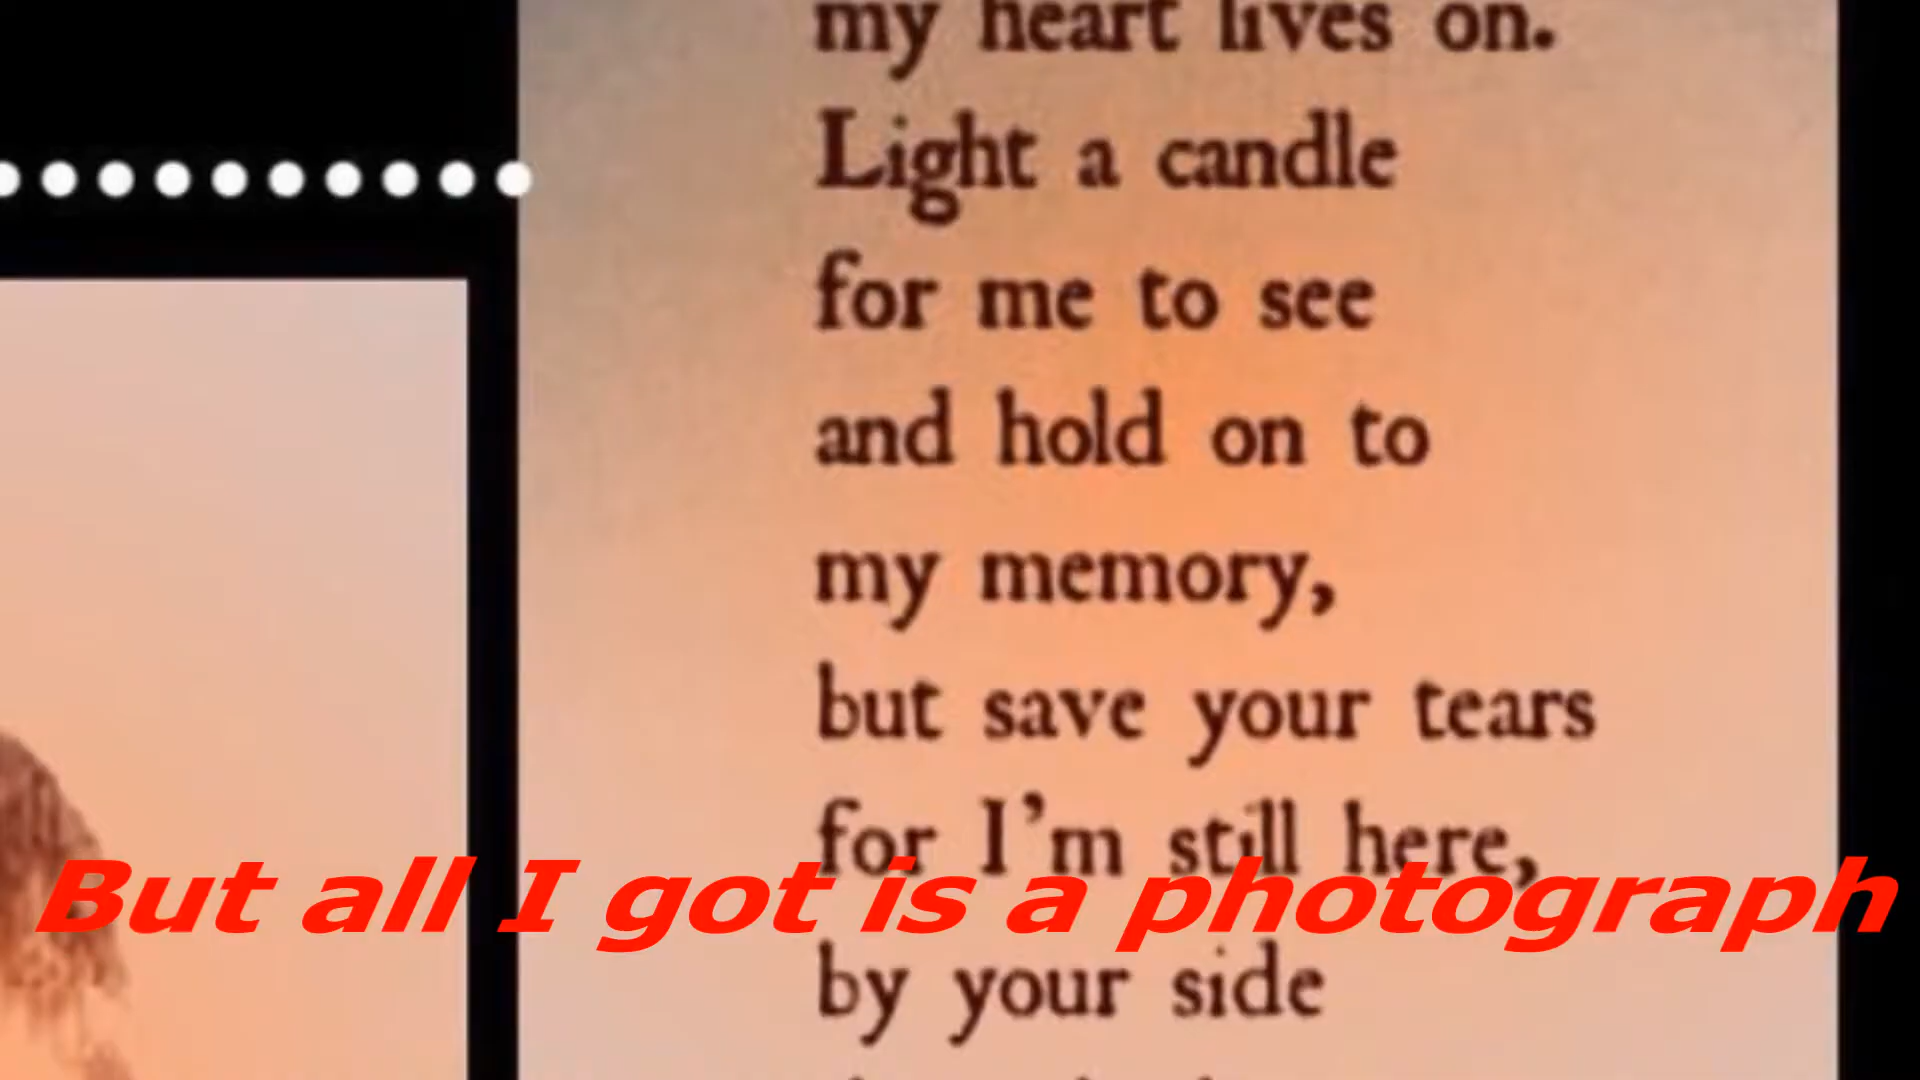 my heart lives on.
Light a candle
for me to see
and hold on to
my memory,
but save your tears
for I'm still here,
But all I got is a photograph
by your side